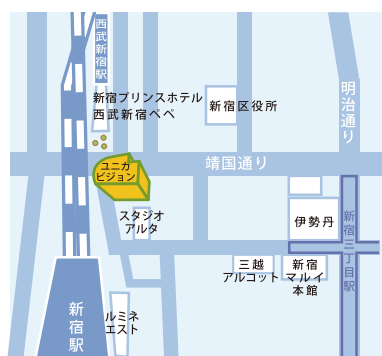 西武新宿駅
新宿プリンスホテル
西武新宿ペペ
新宿区役所
明治通り
靖国通り
ユニカ
ビジョン
スタジオ
アルタ
伊勢丹
新宿三丁目駅
三越
アルコット
新宿
マルイ
本館
新宿駅
ルミネ
エスト